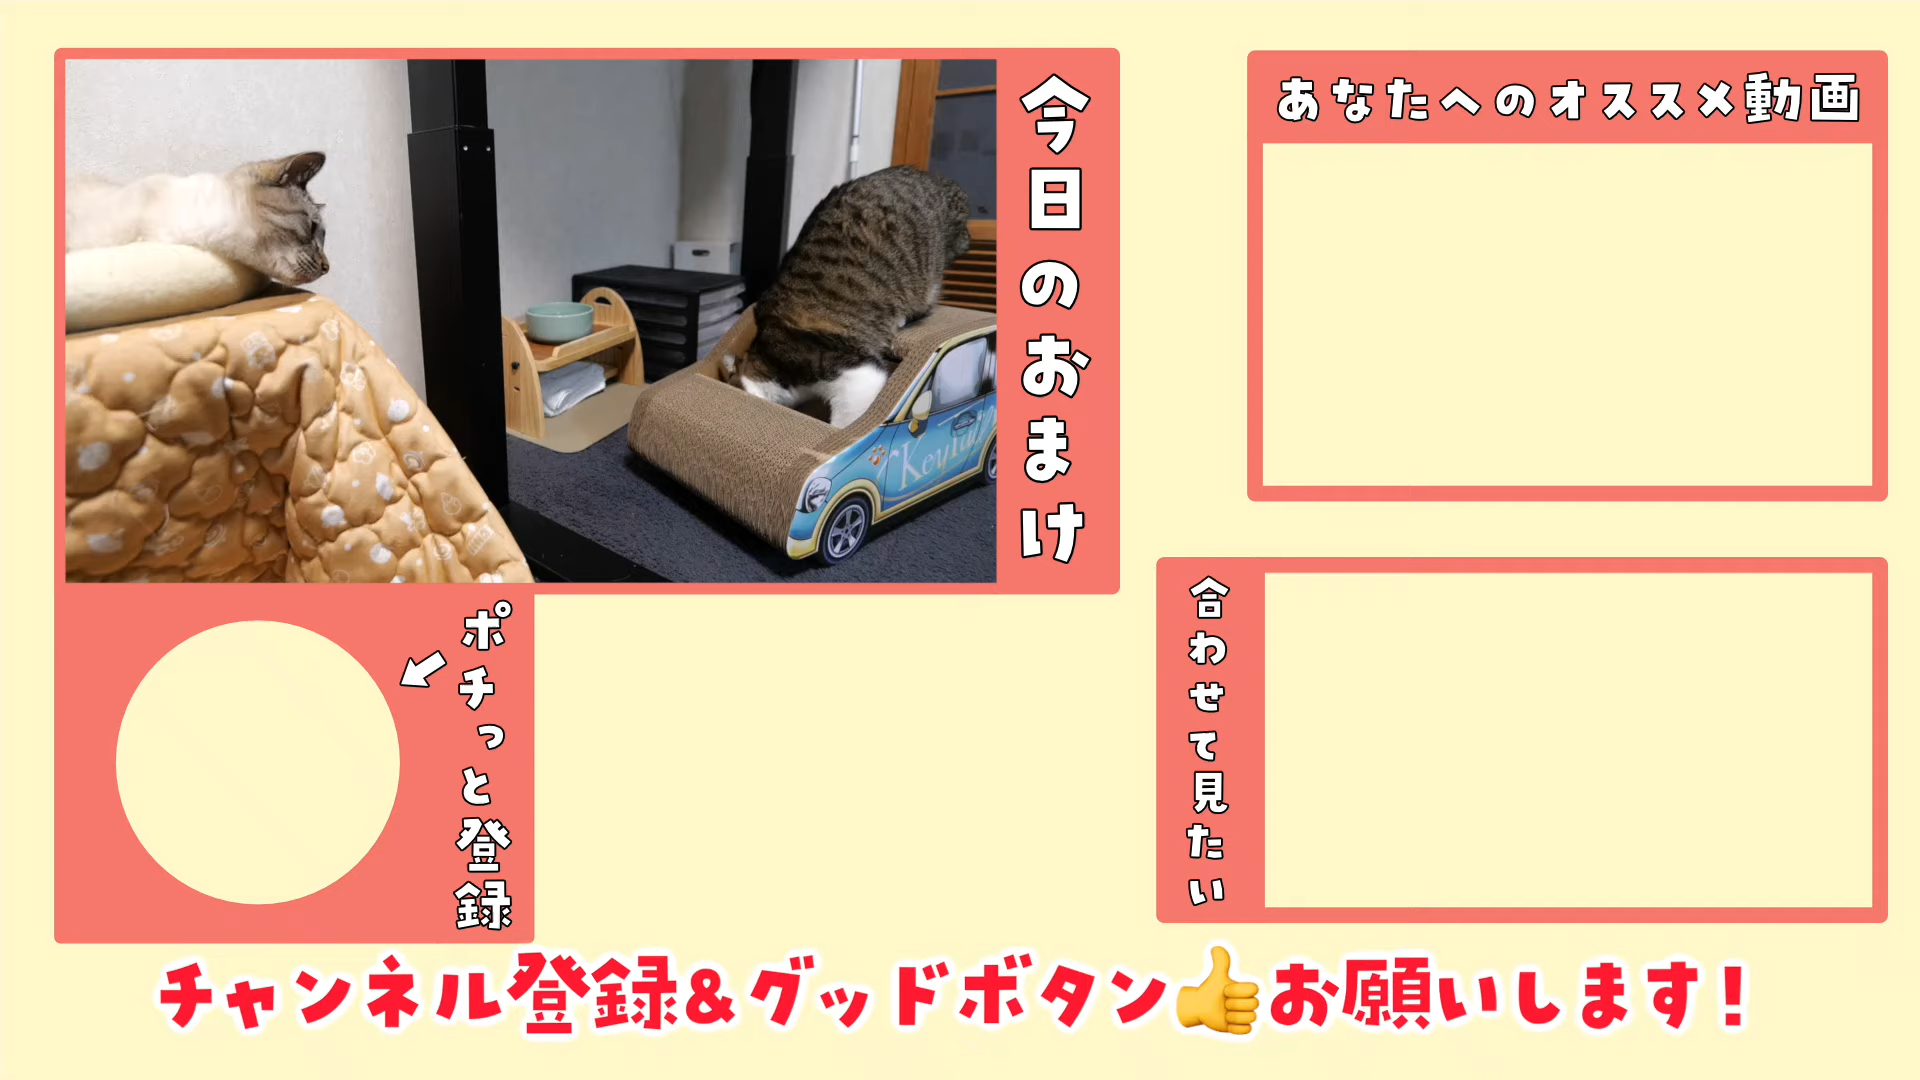 今日のおまけ
あなたへのオススメ動画
ポチっと登録
合わせて見たい
チャンネル登録&グッドボタン👍お願いします!